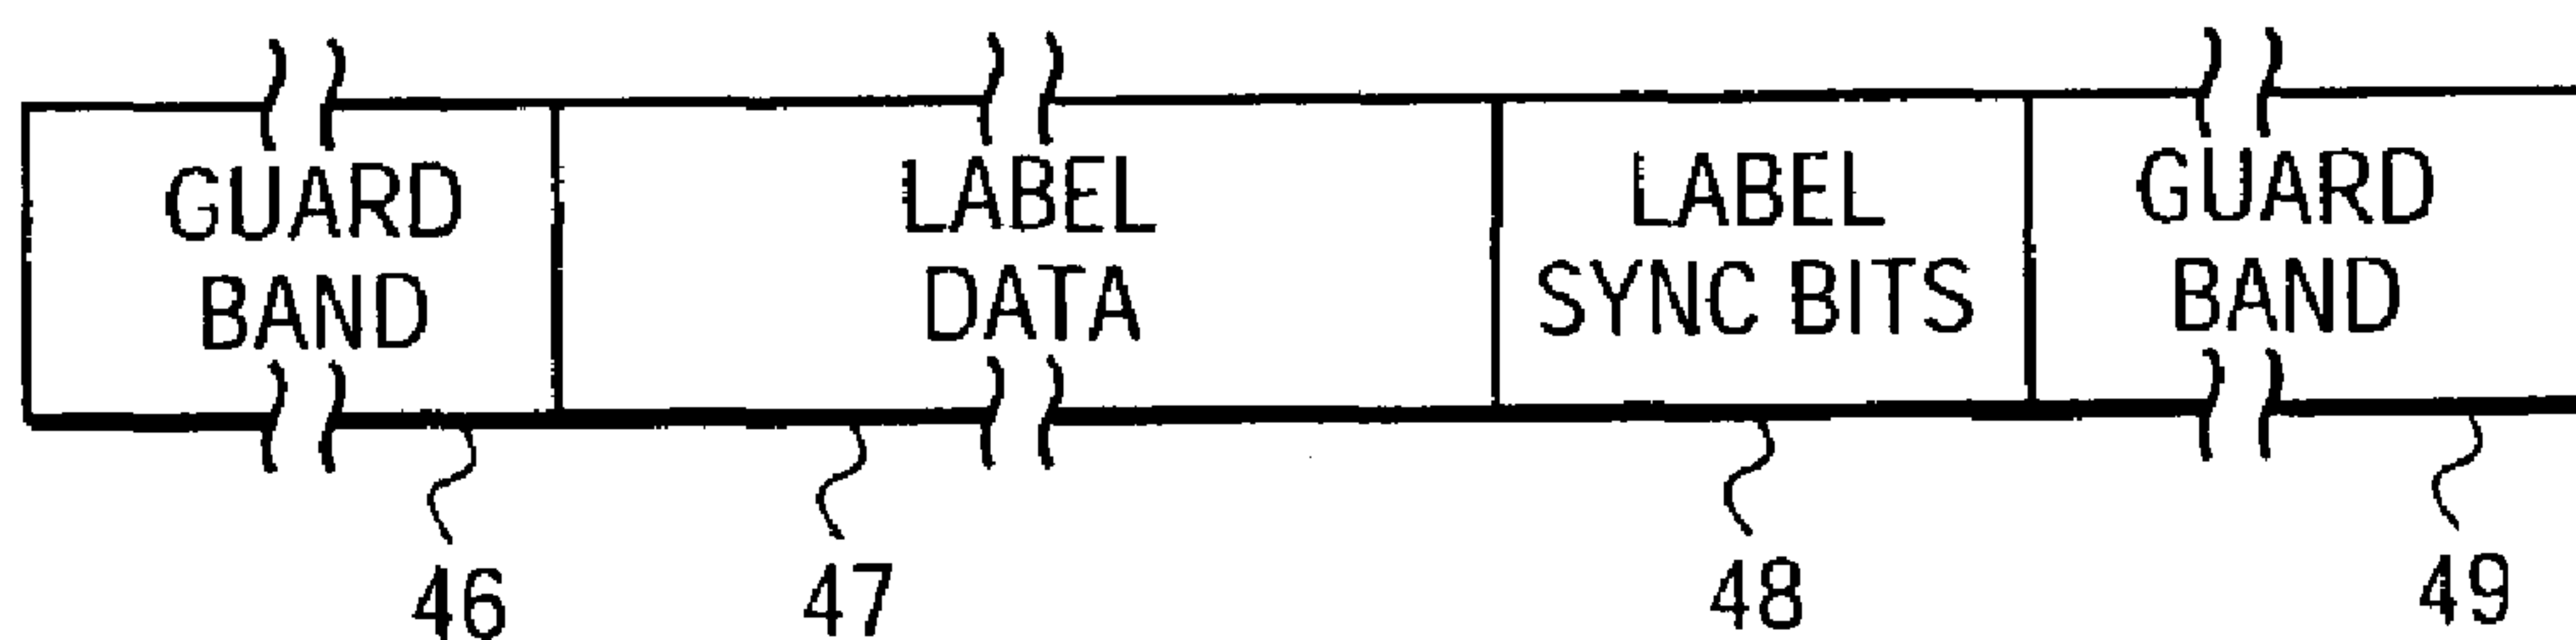 GUARD
BAND
LABEL
DATA
LABEL
SYNC BITS
GUARD
BAND
46
47
48
49